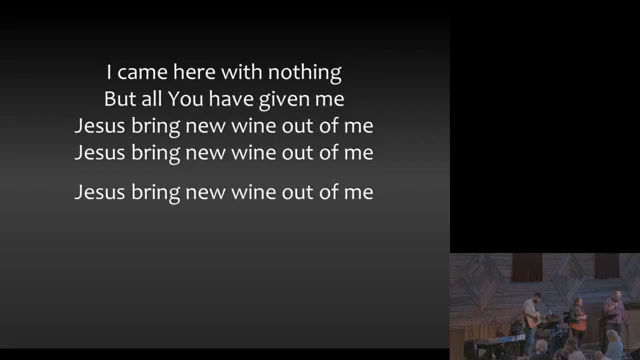 I came here with nothing
But all You have given me
Jesus bring new wine out of me
Jesus bring new wine out of me
Jesus bring new wine out of me